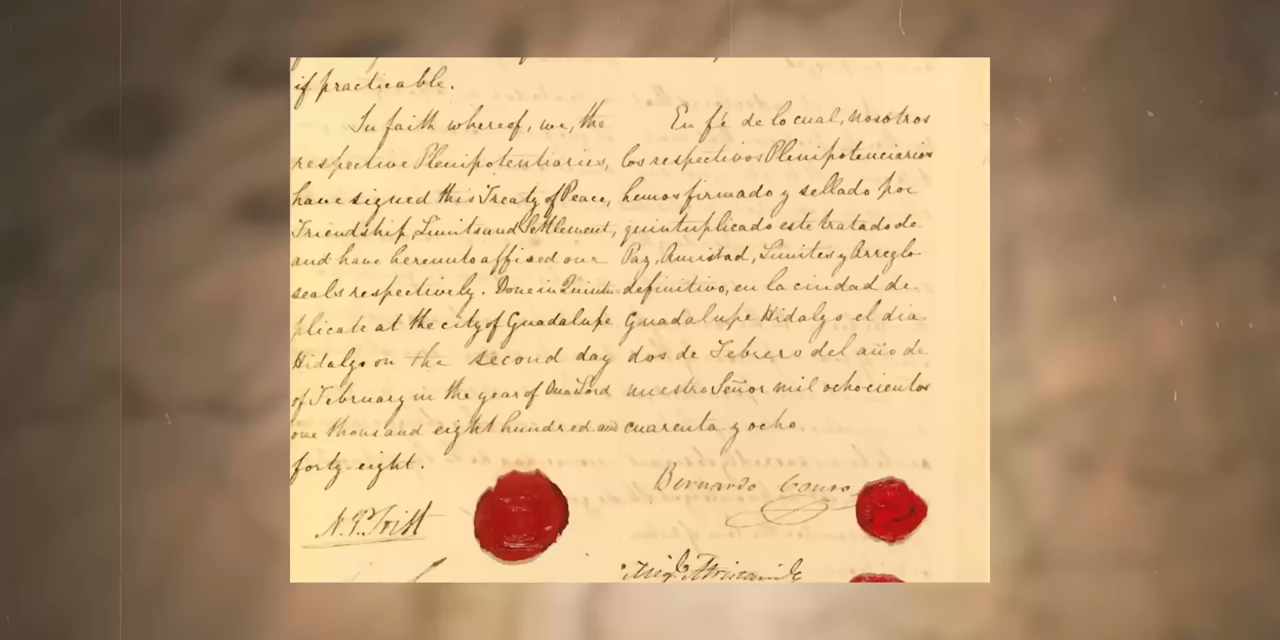 if practicable.
In faith whereof, we, the
respective Plenipotentiaries,
have signed this Treaty of Peace,
Friendship, Limits and Settlement,
and have hereunto affixed our
seals respectively. Done in Quintu
plicate at the city of Guadalupe
Hidalgo on the second day
of February in the year of Our Lord
one thousand eight hundred and
forty eight.
N. P. Trist
En fé de lo cual, nosotros
los respectivos Plenipotenciarios
hemos firmado y sellado por
quintuplicado este tratado de
Paz, Amistad, Limites y Arreglo
definitivo, en la ciudad de
Guadalupe Hidalgo el dia
dos de Febrero del año de
nuestro Señor mil ochocientos
cuarenta y ocho.
Bernardo Couto
Migl Atristain